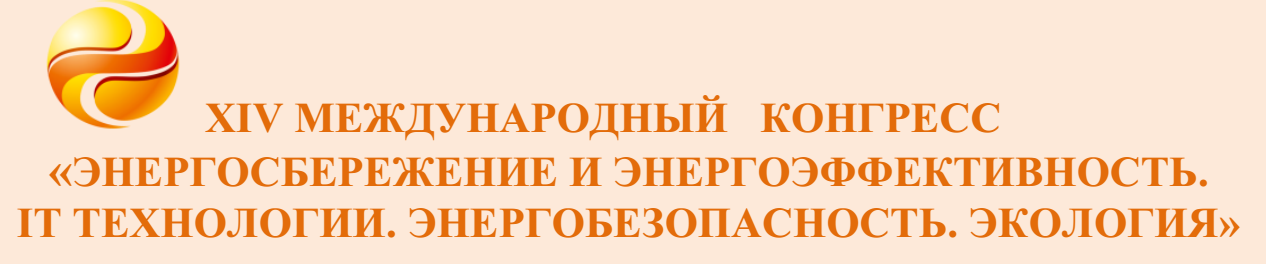 XIV МЕЖДУНАРОДНЫЙ КОНГРЕСС
«ЭНЕРГОСБЕРЕЖЕНИЕ И ЭНЕРГОЭФФЕКТИВНОСТЬ.
IT ТЕХНОЛОГИИ. ЭНЕРГОБЕЗОПАСНОСТЬ. ЭКОЛОГИЯ»